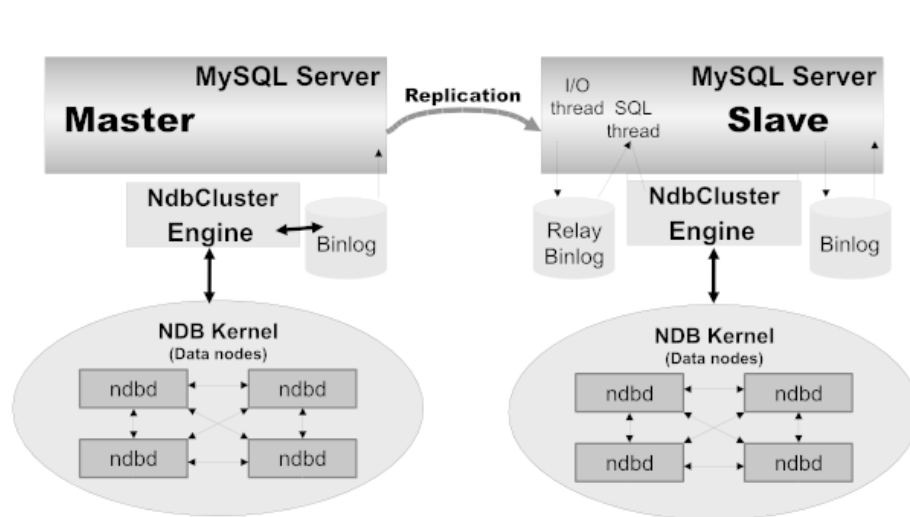 MySQL Server
Master
Replication
MySQL Server
I/O
thread
SQL
thread
Slave
NdbCluster
Engine
Binlog
Relay
Binlog
NdbCluster
Engine
Binlog
NDB Kernel
(Data nodes)
ndbd
ndbd
ndbd
ndbd
NDB Kernel
(Data nodes)
ndbd
ndbd
ndbd
ndbd